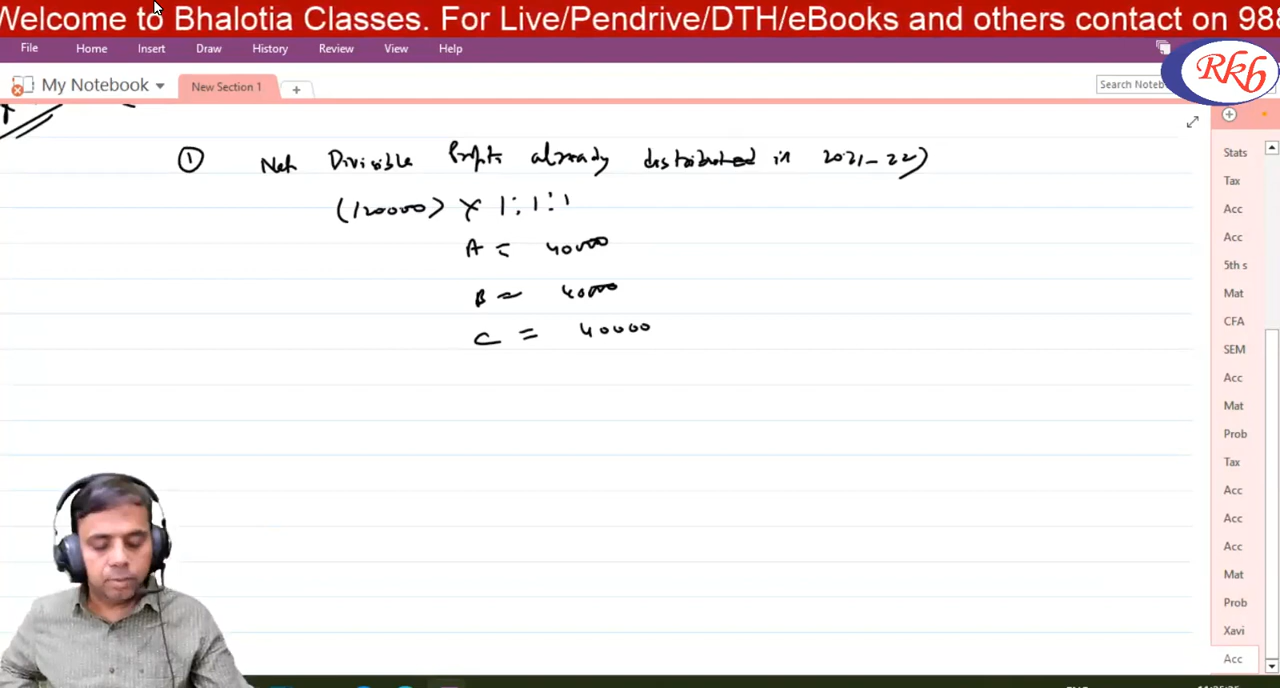 Welcome to Bhalotia Classes. For Live/Pendrive/DTH/eBooks and others contact on 988
File Home Insert Draw History Review View Help
My Notebook New Section 1 + Search Noteb
Rkb
① Net Divisible Profits already distributed in 2021-22)
(120000) × 1:1:1
A = 40000
B = 40000
C = 40000
Stats
Tax
Acc
Acc
5th s
Mat
CFA
SEM
Acc
Mat
Prob
Tax
Acc
Acc
Acc
Mat
Prob
Xavi
Acc